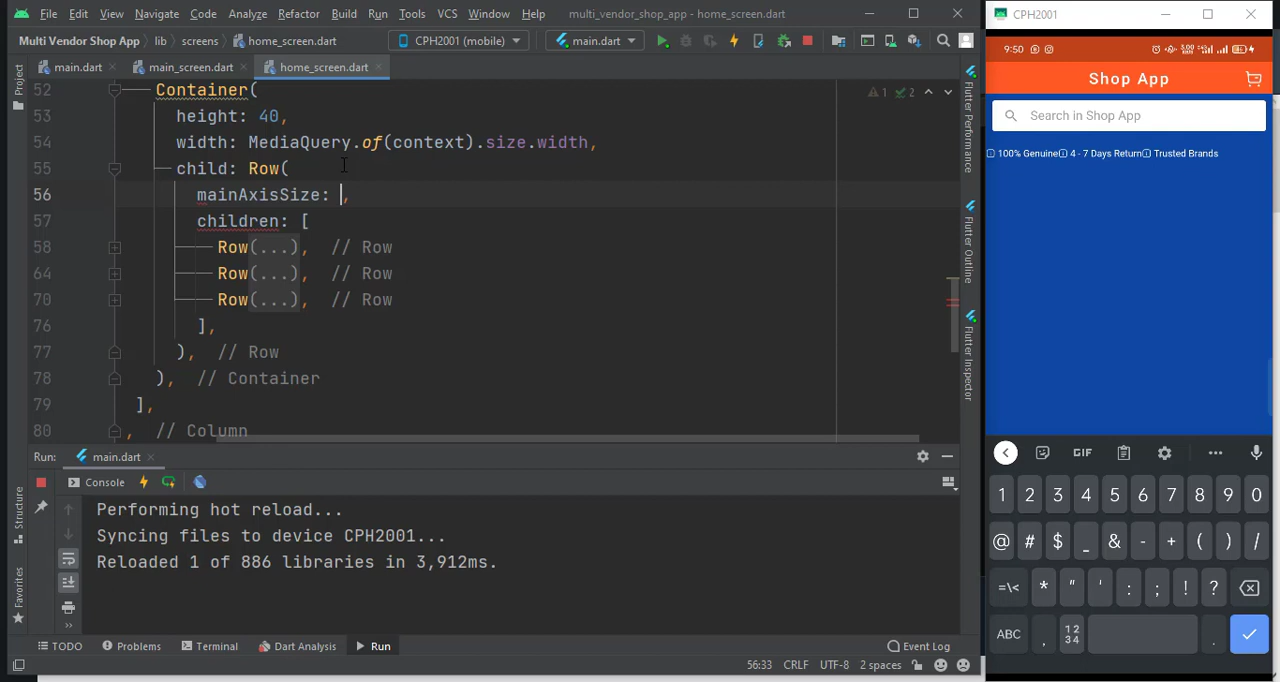 File Edit View Navigate Code Analyze Refactor Build Run Tools VCS Window Help multi_vendor_shop_app - home_screen.dart
Multi Vendor Shop App lib screens home_screen.dart CPH2001 (mobile) main.dart
main.dart main_screen.dart home_screen.dart
Project
52 Container(
1 2
53 height: 40,
54 width: MediaQuery.of(context).size.width,
55 child: Row(
56 mainAxisSize: ,
57 children: [
58 Row(...), // Row
64 Row(...), // Row
70 Row(...), // Row
76 ],
77 ), // Row
78 ), // Container
79 ],
80 , // Column
Flutter Performance
Flutter Outline
Flutter Inspector
Run: main.dart
Console
Performing hot reload...
Syncing files to device CPH2001...
Reloaded 1 of 886 libraries in 3,912ms.
Structure
Favorites
TODO Problems Terminal Dart Analysis Run Event Log
56:33 CRLF UTF-8 2 spaces
CPH2001
9:50
Shop App
Search in Shop App
100% Genuine 4 - 7 Days Return Trusted Brands
GIF
1 2 3 4 5 6 7 8 9 0
@ # $ _ & - + ( ) /
=\< * " ' : ; ! ?
ABC , 12 34 .